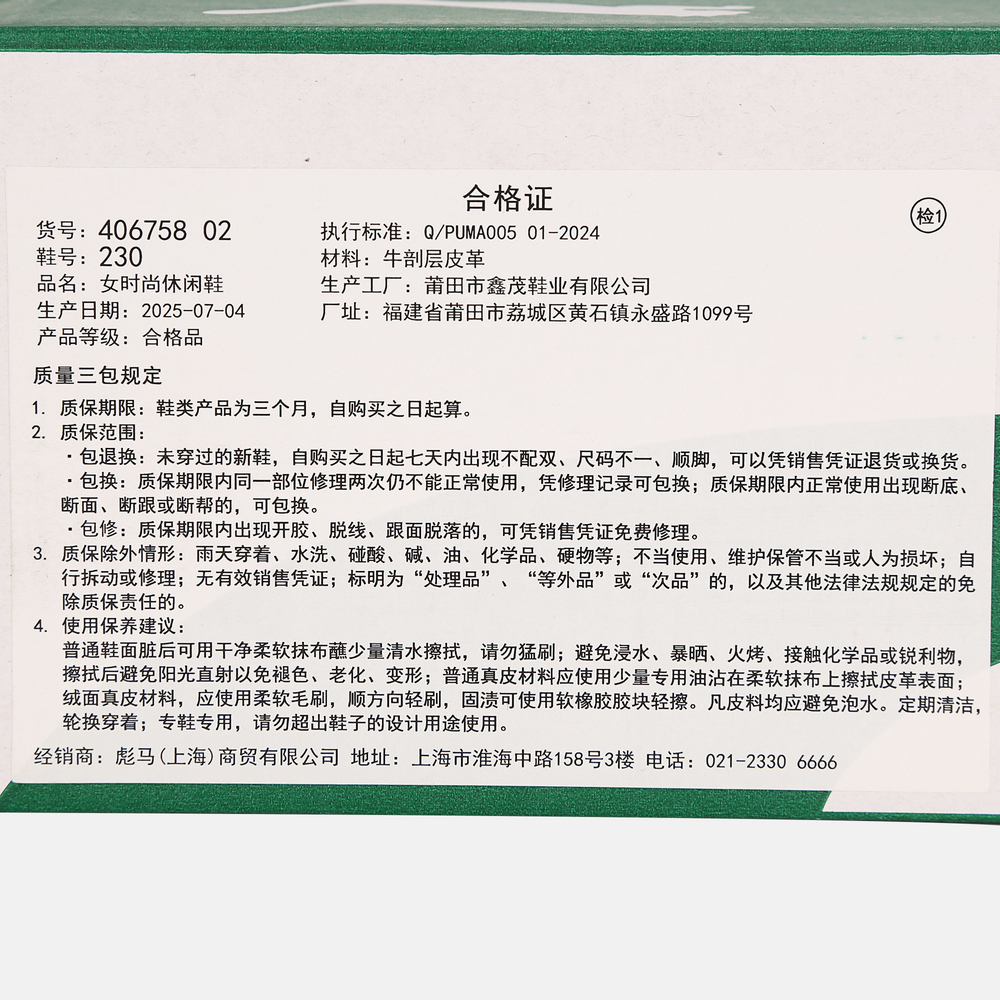 合格证
检1
货号：406758 02
执行标准：Q/PUMA005 01-2024
鞋号：230
材料：牛剖层皮革
品名：女时尚休闲鞋
生产工厂：莆田市鑫茂鞋业有限公司
生产日期：2025-07-04
厂址：福建省莆田市荔城区黄石镇永盛路1099号
产品等级：合格品
质量三包规定
1. 质保期限：鞋类产品为三个月，自购买之日起算。
2. 质保范围：
·包退换：未穿过的新鞋，自购买之日起七天内出现不配双、尺码不一、顺脚，可以凭销售凭证退货或换货。
·包换：质保期限内同一部位修理两次仍不能正常使用，凭修理记录可包换；质保期限内正常使用出现断底、
断面、断跟或断帮的，可包换。
·包修：质保期限内出现开胶、脱线、跟面脱落的，可凭销售凭证免费修理。
3. 质保除外情形：雨天穿着、水洗、碰酸、碱、油、化学品、硬物等；不当使用、维护保管不当或人为损坏；自
行拆动或修理；无有效销售凭证；标明为“处理品”、“等外品”或“次品”的，以及其他法律法规规定的免
除质保责任的。
4. 使用保养建议：
普通鞋面脏后可用干净柔软抹布蘸少量清水擦拭，请勿猛刷；避免浸水、暴晒、火烤、接触化学品或锐利物，
擦拭后避免阳光直射以免褪色、老化、变形；普通真皮材料应使用少量专用油沾在柔软抹布上擦拭皮革表面；
绒面真皮材料，应使用柔软毛刷，顺方向轻刷，固渍可使用软橡胶胶块轻擦。凡皮料均应避免泡水。定期清洁，
轮换穿着；专鞋专用，请勿超出鞋子的设计用途使用。
经销商：彪马(上海)商贸有限公司 地址：上海市淮海中路158号3楼 电话：021-2330 6666